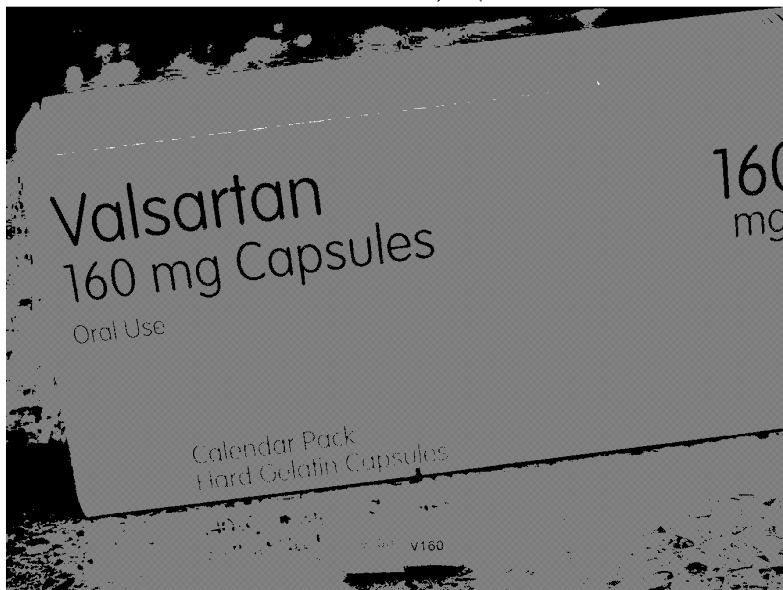 Valsartan
160 mg Capsules
Oral Use
160
mg
Calendar Pack
Hard Gelatin Capsules
V160